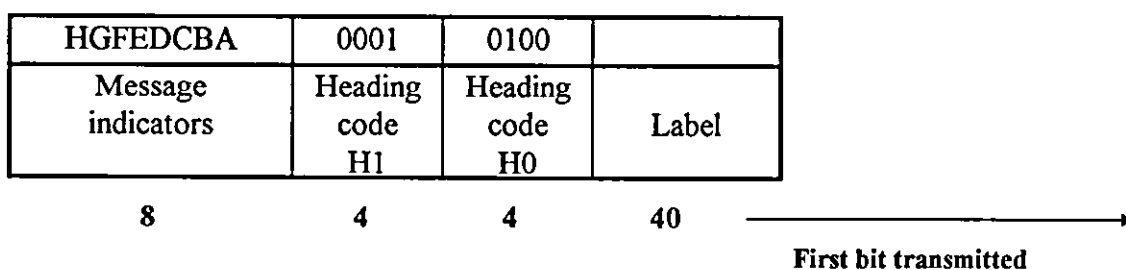 HGFEDCBA 0001 0100
Message indicators Heading code H1 Heading code H0 Label
8 4 4 40
First bit transmitted